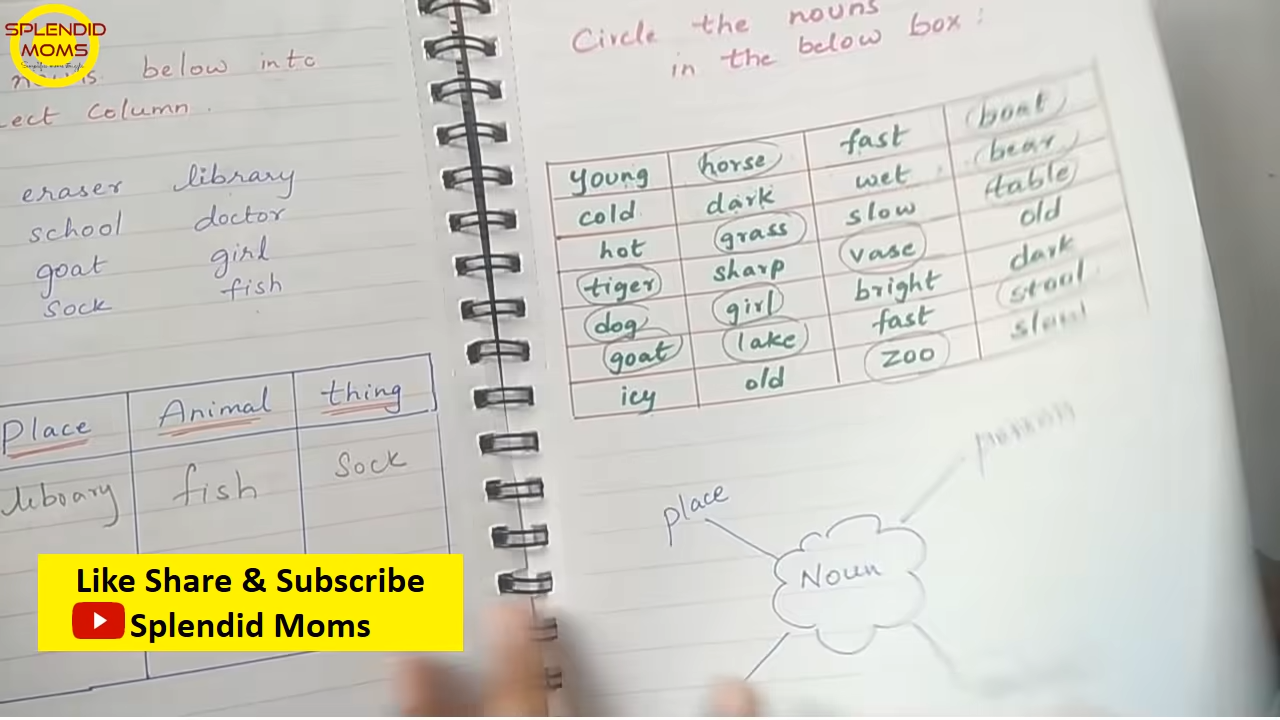 SPLENDID
MOMS
below into
lect column.
eraser library
school doctor
goat girl
sock fish
Place Animal thing
library fish Sock
Circle the nouns
in the below box:
young horse fast boat
cold dark wet bear
hot grass slow table
tiger sharp vase old
dog girl bright dark
goat lake fast stool
icy old zoo slow
place person
Noun
Like Share & Subscribe
Splendid Moms